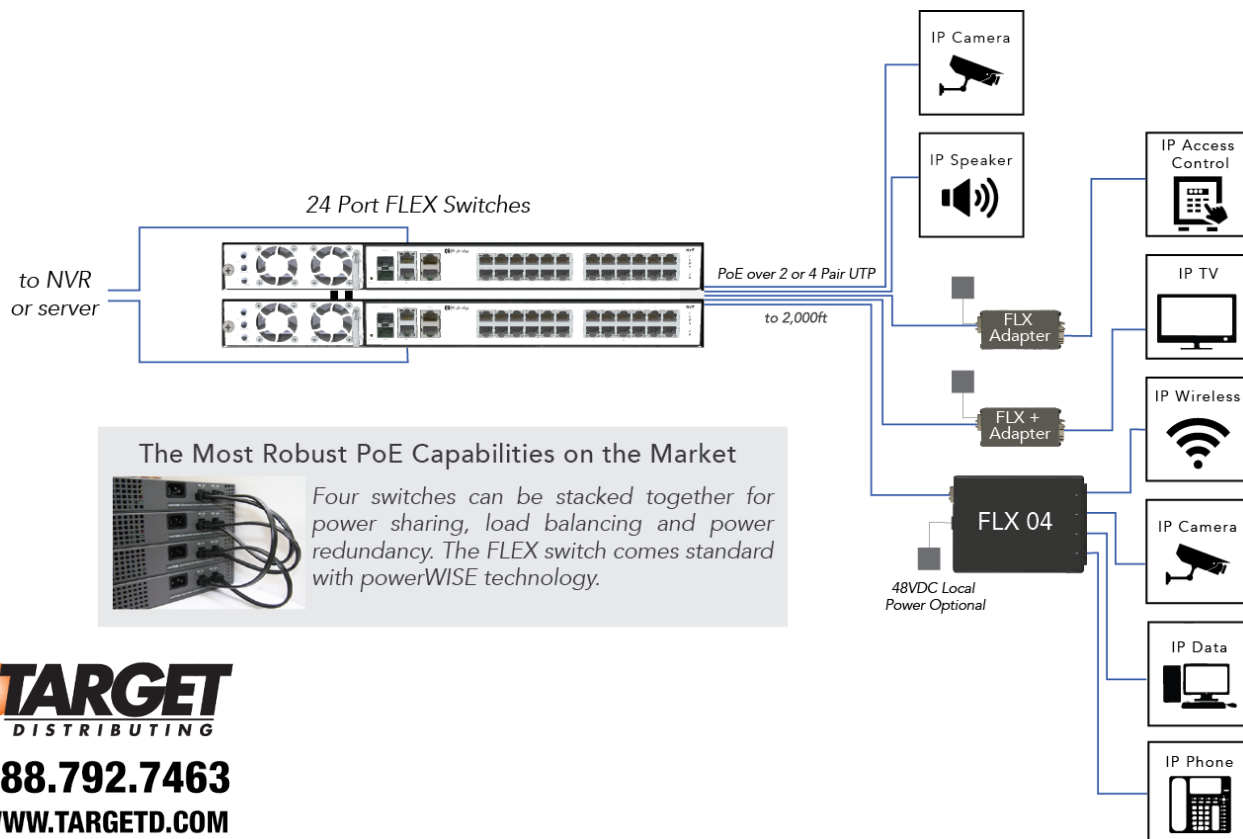 IP Camera
IP Speaker
IP Access
Control
24 Port FLEX Switches
to NVR
or server
PoE over 2 or 4 Pair UTP
to 2,000ft
FLX
Adapter
IP TV
FLX +
Adapter
IP Wireless
The Most Robust PoE Capabilities on the Market
Four switches can be stacked together for
power sharing, load balancing and power
redundancy. The FLEX switch comes standard
with powerWISE technology.
FLX 04
48VDC Local
Power Optional
IP Camera
IP Data
IP Phone
TARGET
DISTRIBUTING
88.792.7463
WWW.TARGETD.COM